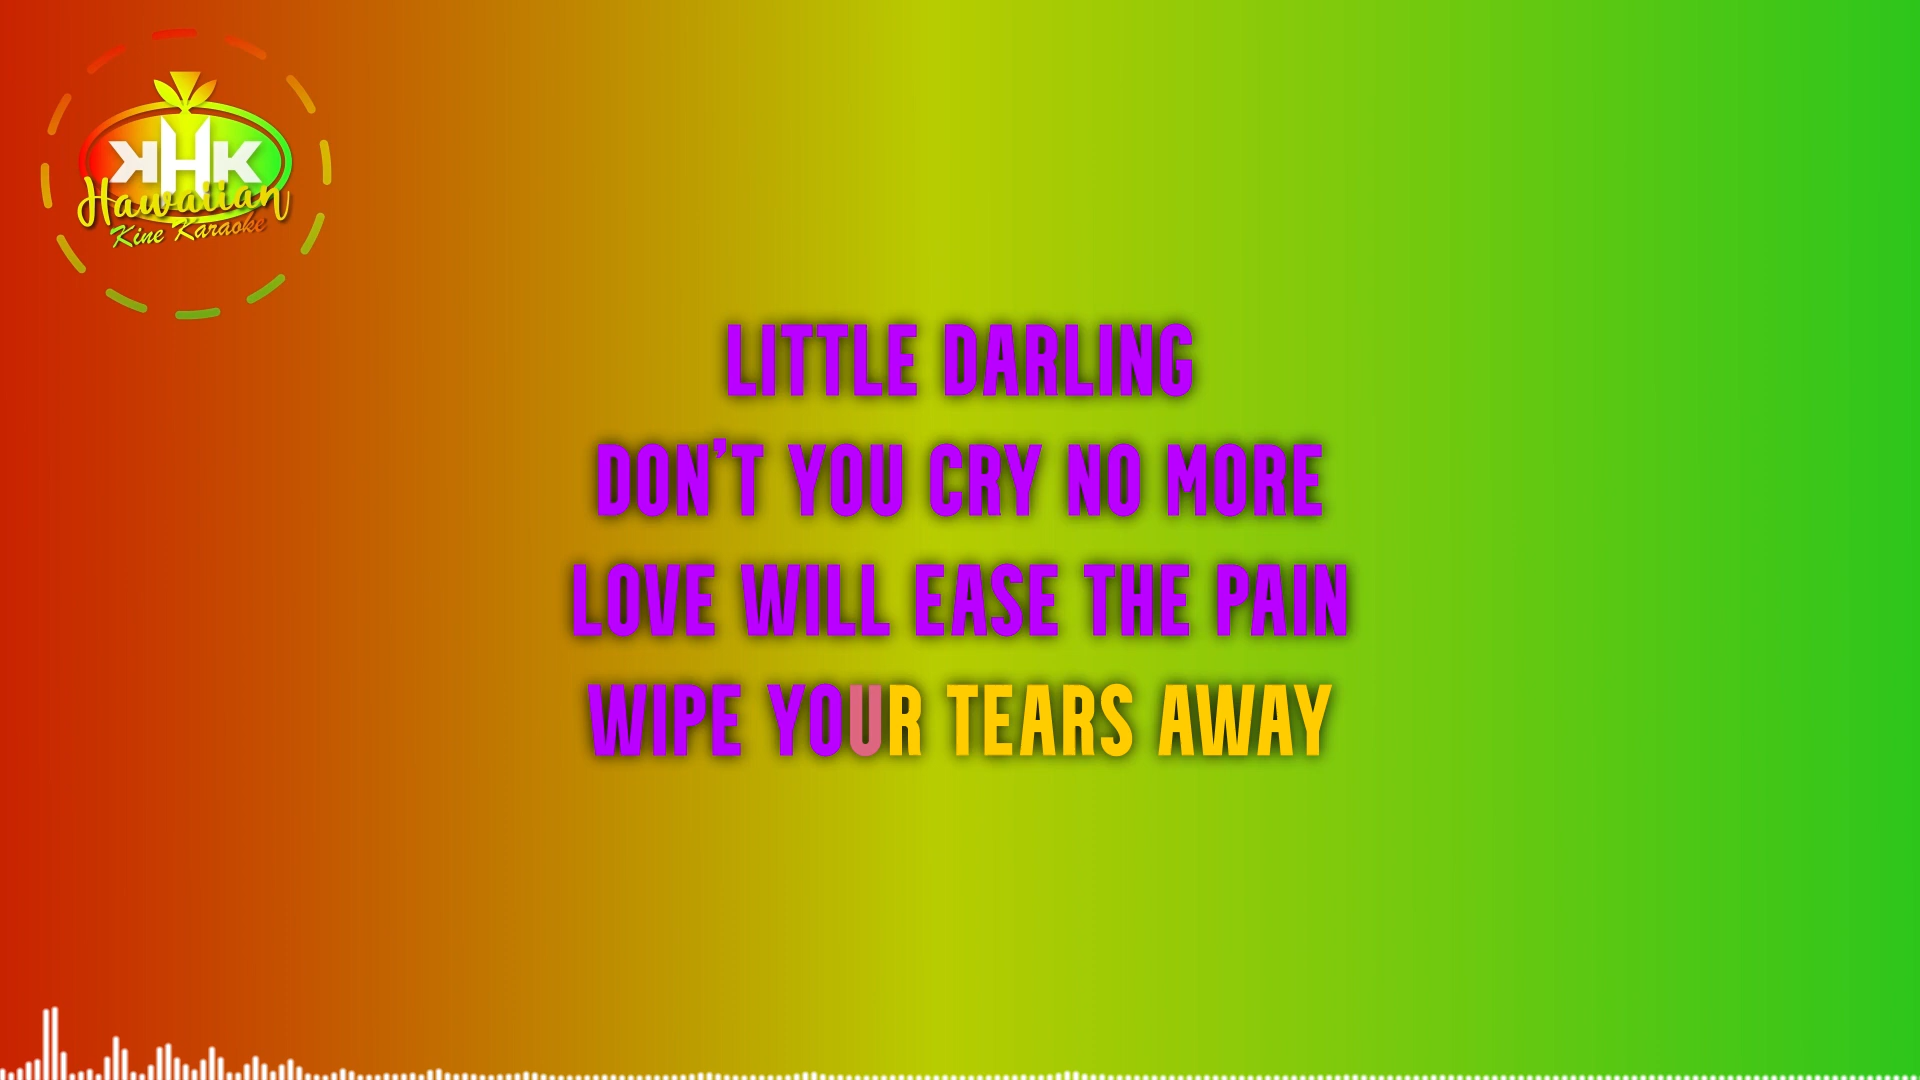 KHK
Hawaiian
Kine Karaoke
LITTLE DARLING
DON'T YOU CRY NO MORE
LOVE WILL EASE THE PAIN
WIPE YOUR TEARS AWAY